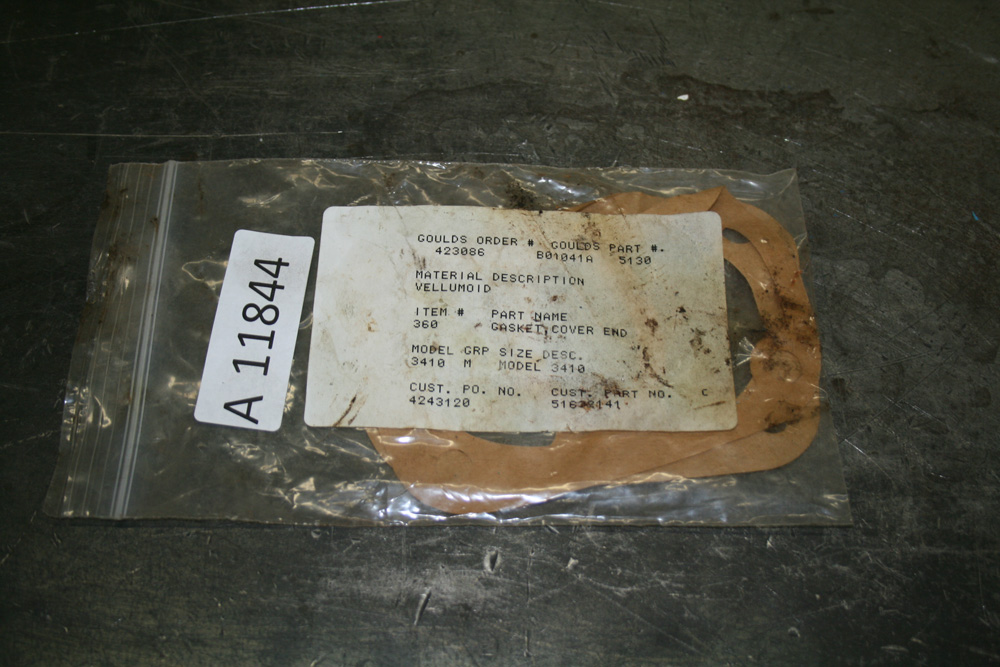 A 11844
GOULDS ORDER # GOULDS PART #.
423086 B01041A 5130
MATERIAL DESCRIPTION
VELLUMOID
ITEM # PART NAME
360 GASKET, COVER END
MODEL GRP SIZE DESC.
3410 M MODEL 3410
CUST. PO. NO. CUST. PART NO. C
4243120